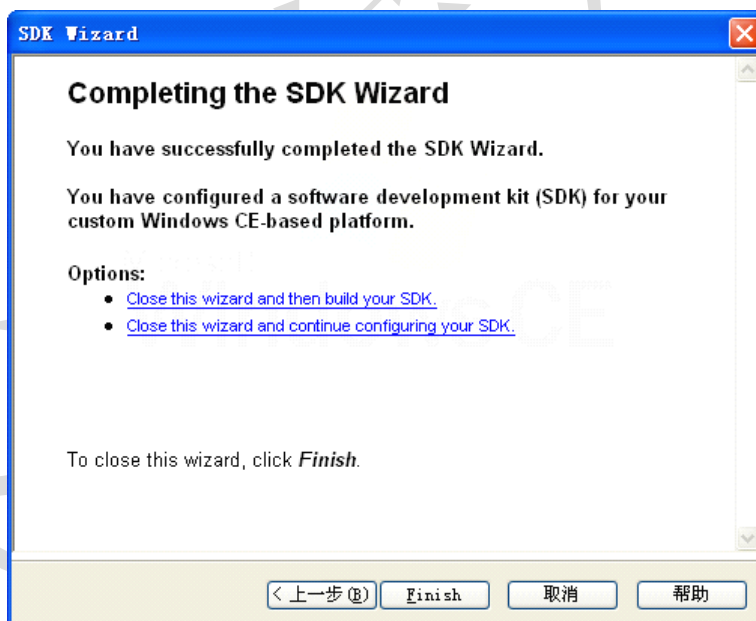 SDK Wizard
Completing the SDK Wizard
You have successfully completed the SDK Wizard.
You have configured a software development kit (SDK) for your
custom Windows CE-based platform.
Options:
Close this wizard and then build your SDK.
Close this wizard and continue configuring your SDK.
To close this wizard, click Finish.
< 上一步(B) Finish 取消 帮助